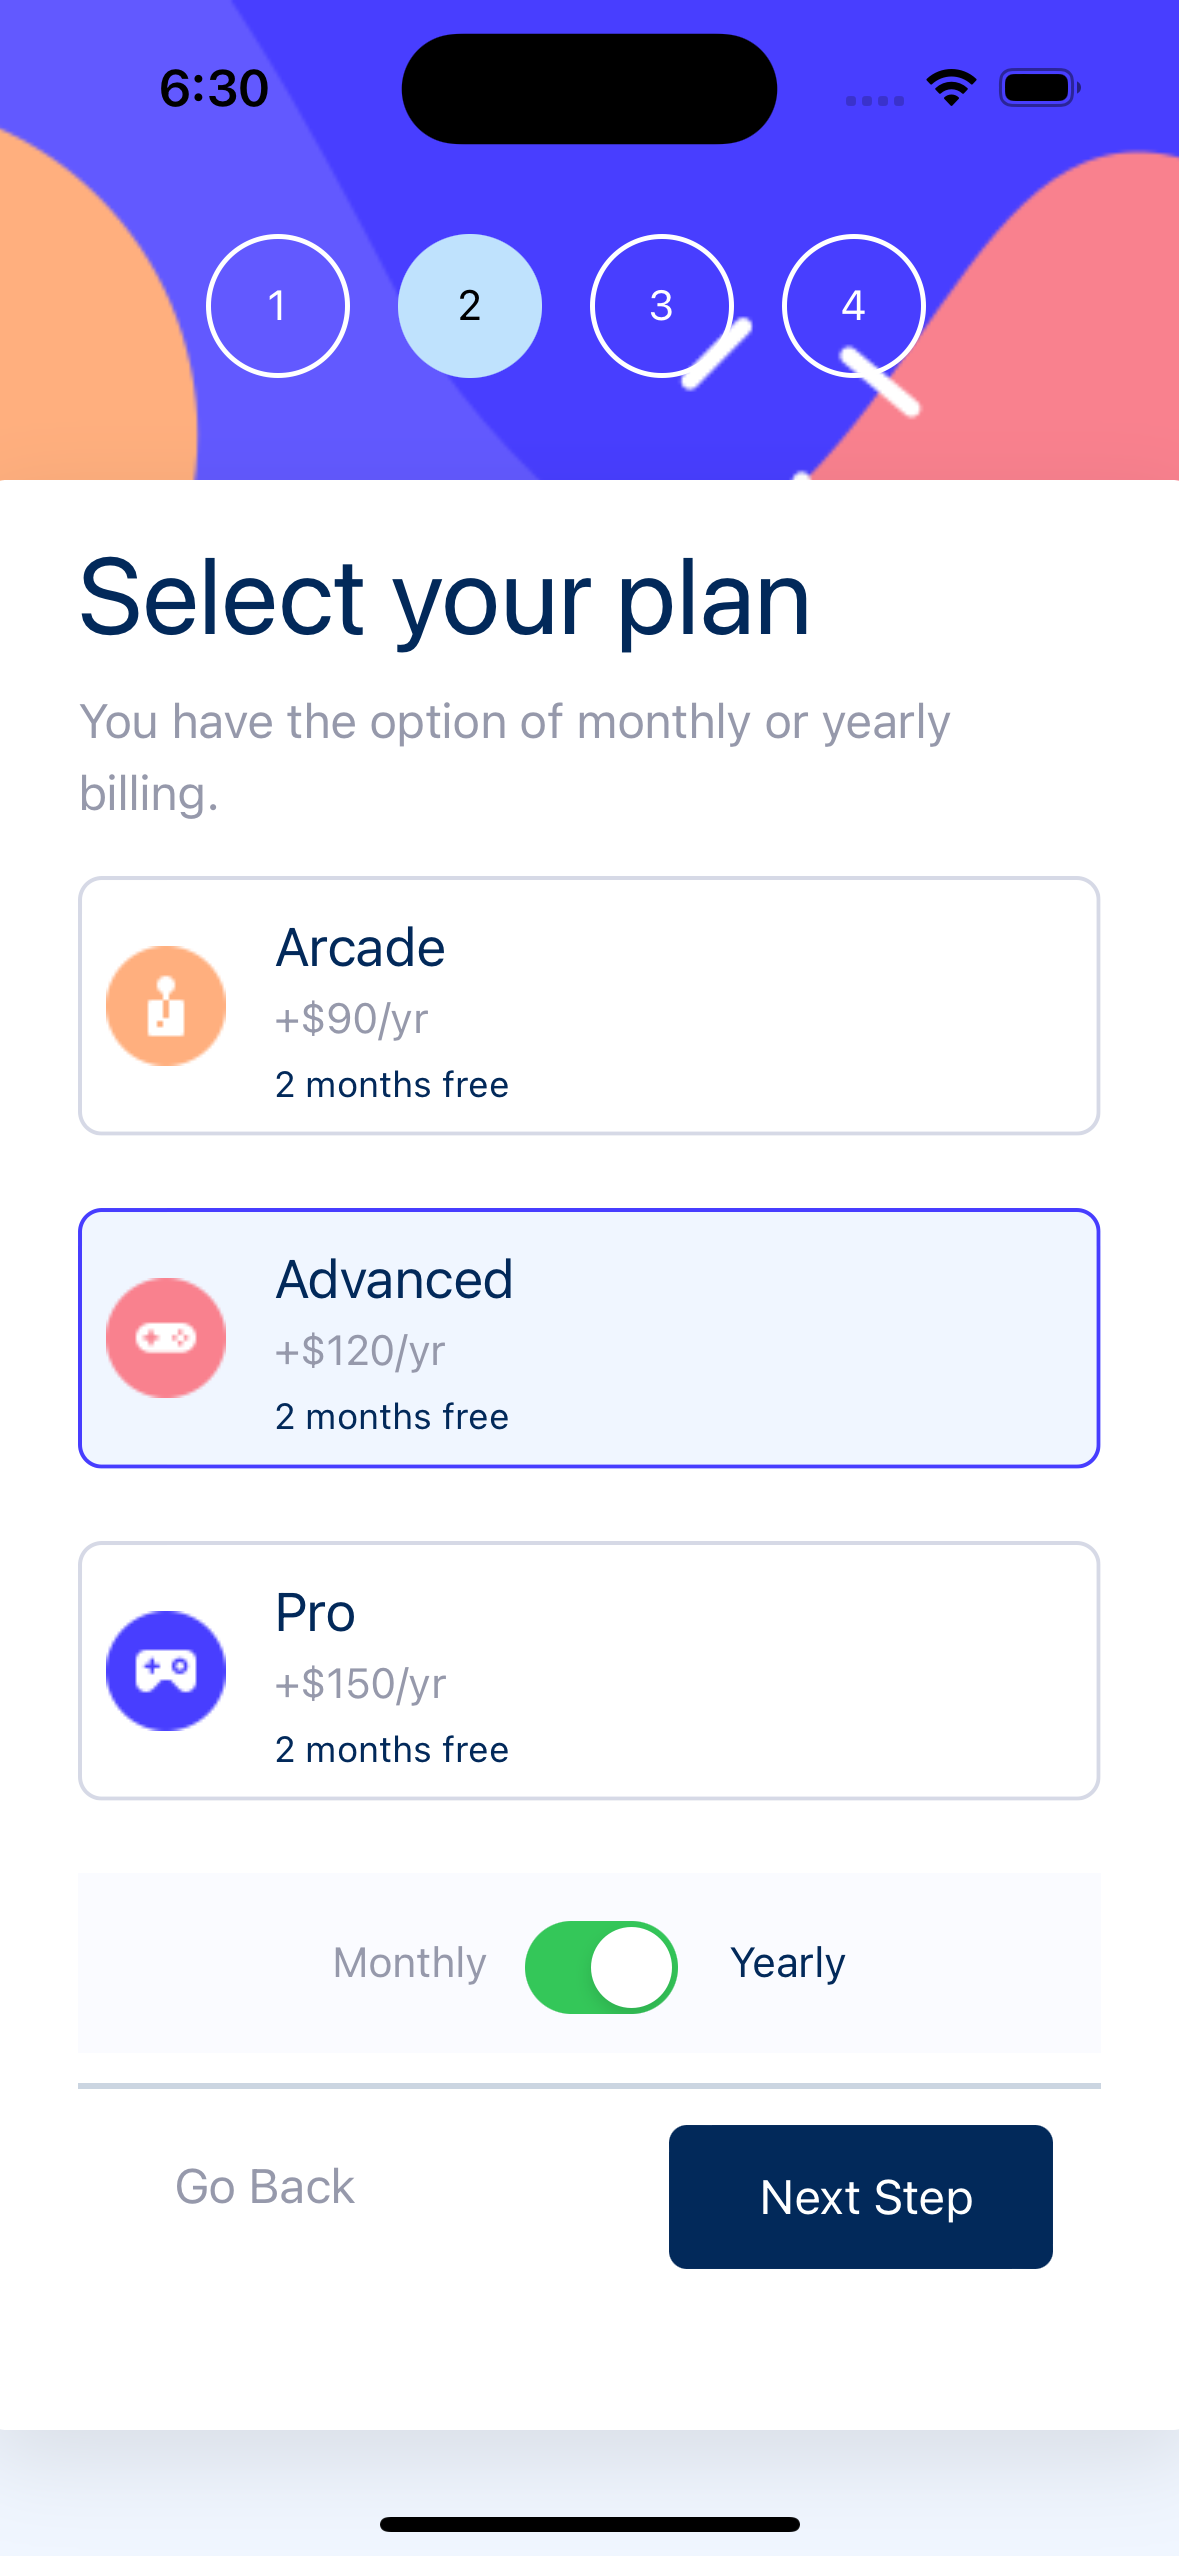 6:30
1 2 3 4
Select your plan
You have the option of monthly or yearly
billing.
Arcade
+$90/yr
2 months free
Advanced
+$120/yr
2 months free
Pro
+$150/yr
2 months free
Monthly Yearly
Go Back Next Step